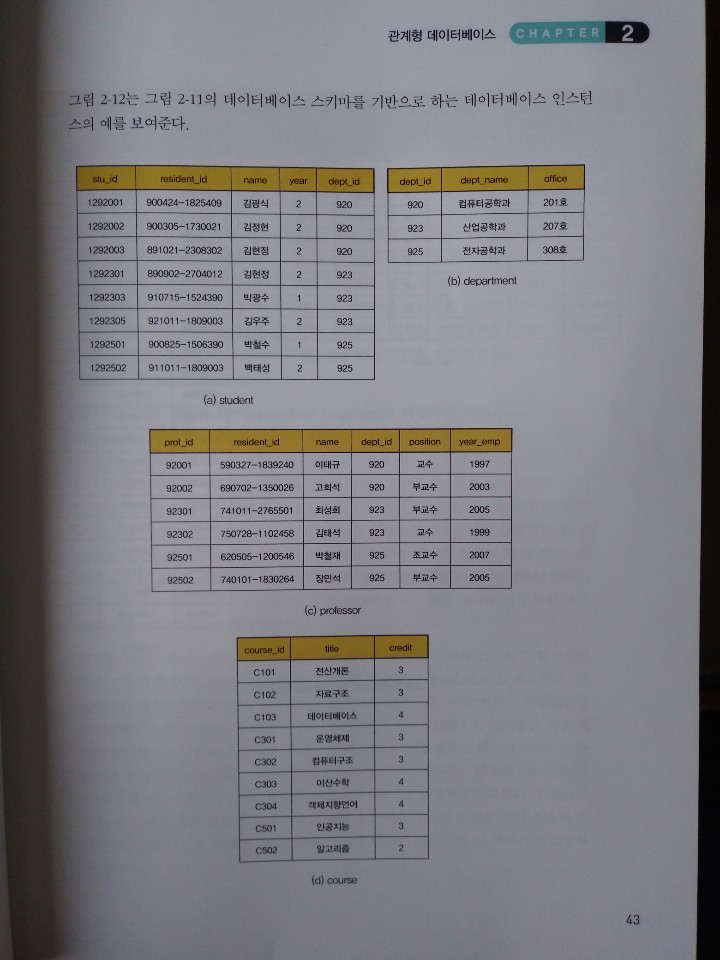 관계형 데이터베이스 CHAPTER 2
그림 2-12는 그림 2-11의 데이터베이스 스키마를 기반으로 하는 데이터베이스 인스턴
스의 예를 보여준다.
stu_id resident_id name year dept_id
1292001 900424-1825409 김광식 2 920
1292002 900305-1730021 김정현 2 920
1292003 891021-2308302 김현정 2 920
1292301 890902-2704012 김현정 2 923
1292303 910715-1524390 박광수 1 923
1292305 921011-1809003 김우주 2 923
1292501 900825-1506390 박철수 1 925
1292502 911011-1809003 백태성 2 925
(a) student
dept_id dept_name office
920 컴퓨터공학과 201호
923 산업공학과 207호
925 전자공학과 308호
(b) department
prof_id resident_id name dept_id position year_emp
92001 590327-1839240 이태규 920 교수 1997
92002 690702-1350026 고희석 920 부교수 2003
92301 741011-2765501 최성희 923 부교수 2005
92302 750728-1102458 김태석 923 교수 1999
92501 620505-1200546 박철재 925 조교수 2007
92502 740101-1830264 장민석 925 부교수 2005
(c) professor
course_id title credit
C101 전산개론 3
C102 자료구조 3
C103 데이터베이스 4
C301 운영체제 3
C302 컴퓨터구조 3
C303 이산수학 4
C304 객체지향언어 4
C501 인공지능 3
C502 알고리즘 2
(d) course
43